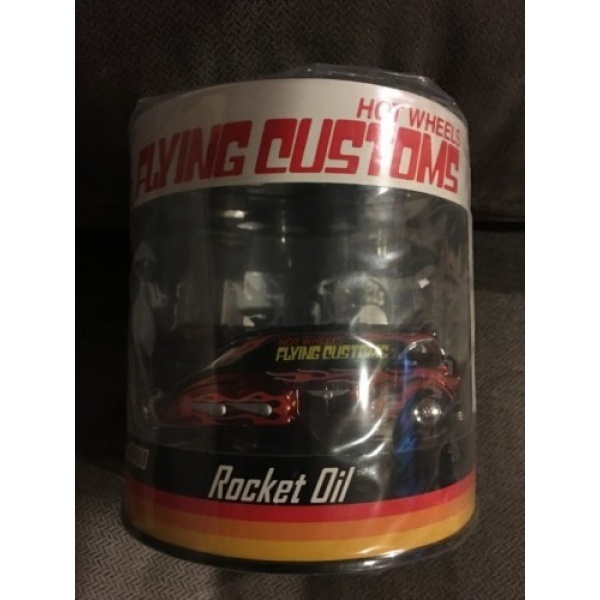 HOT WHEELS
FLYING CUSTOMS
HOT WHEELS
FLYING CUSTOMS
Rocket Oil